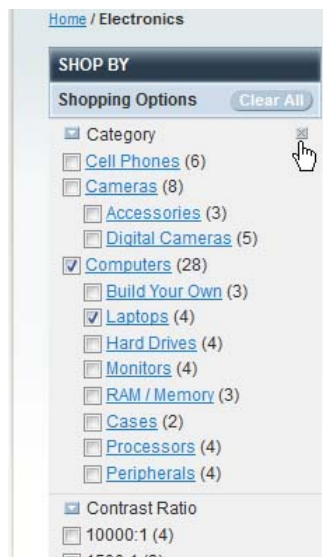 Home / Electronics
SHOP BY
Shopping Options Clear All
Category
Cell Phones (6)
Cameras (8)
Accessories (3)
Digital Cameras (5)
Computers (28)
Build Your Own (3)
Laptops (4)
Hard Drives (4)
Monitors (4)
RAM / Memory (3)
Cases (2)
Processors (4)
Peripherals (4)
Contrast Ratio
10000:1 (4)